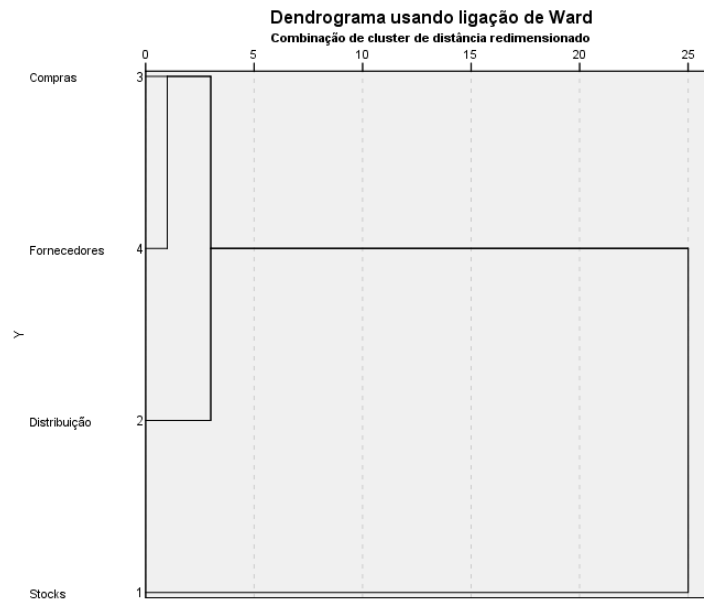 Dendrograma usando ligação de Ward
Combinação de cluster de distância redimensionado
0 5 10 15 20 25
Compras 3
Fornecedores 4
Y
Distribuição 2
Stocks 1